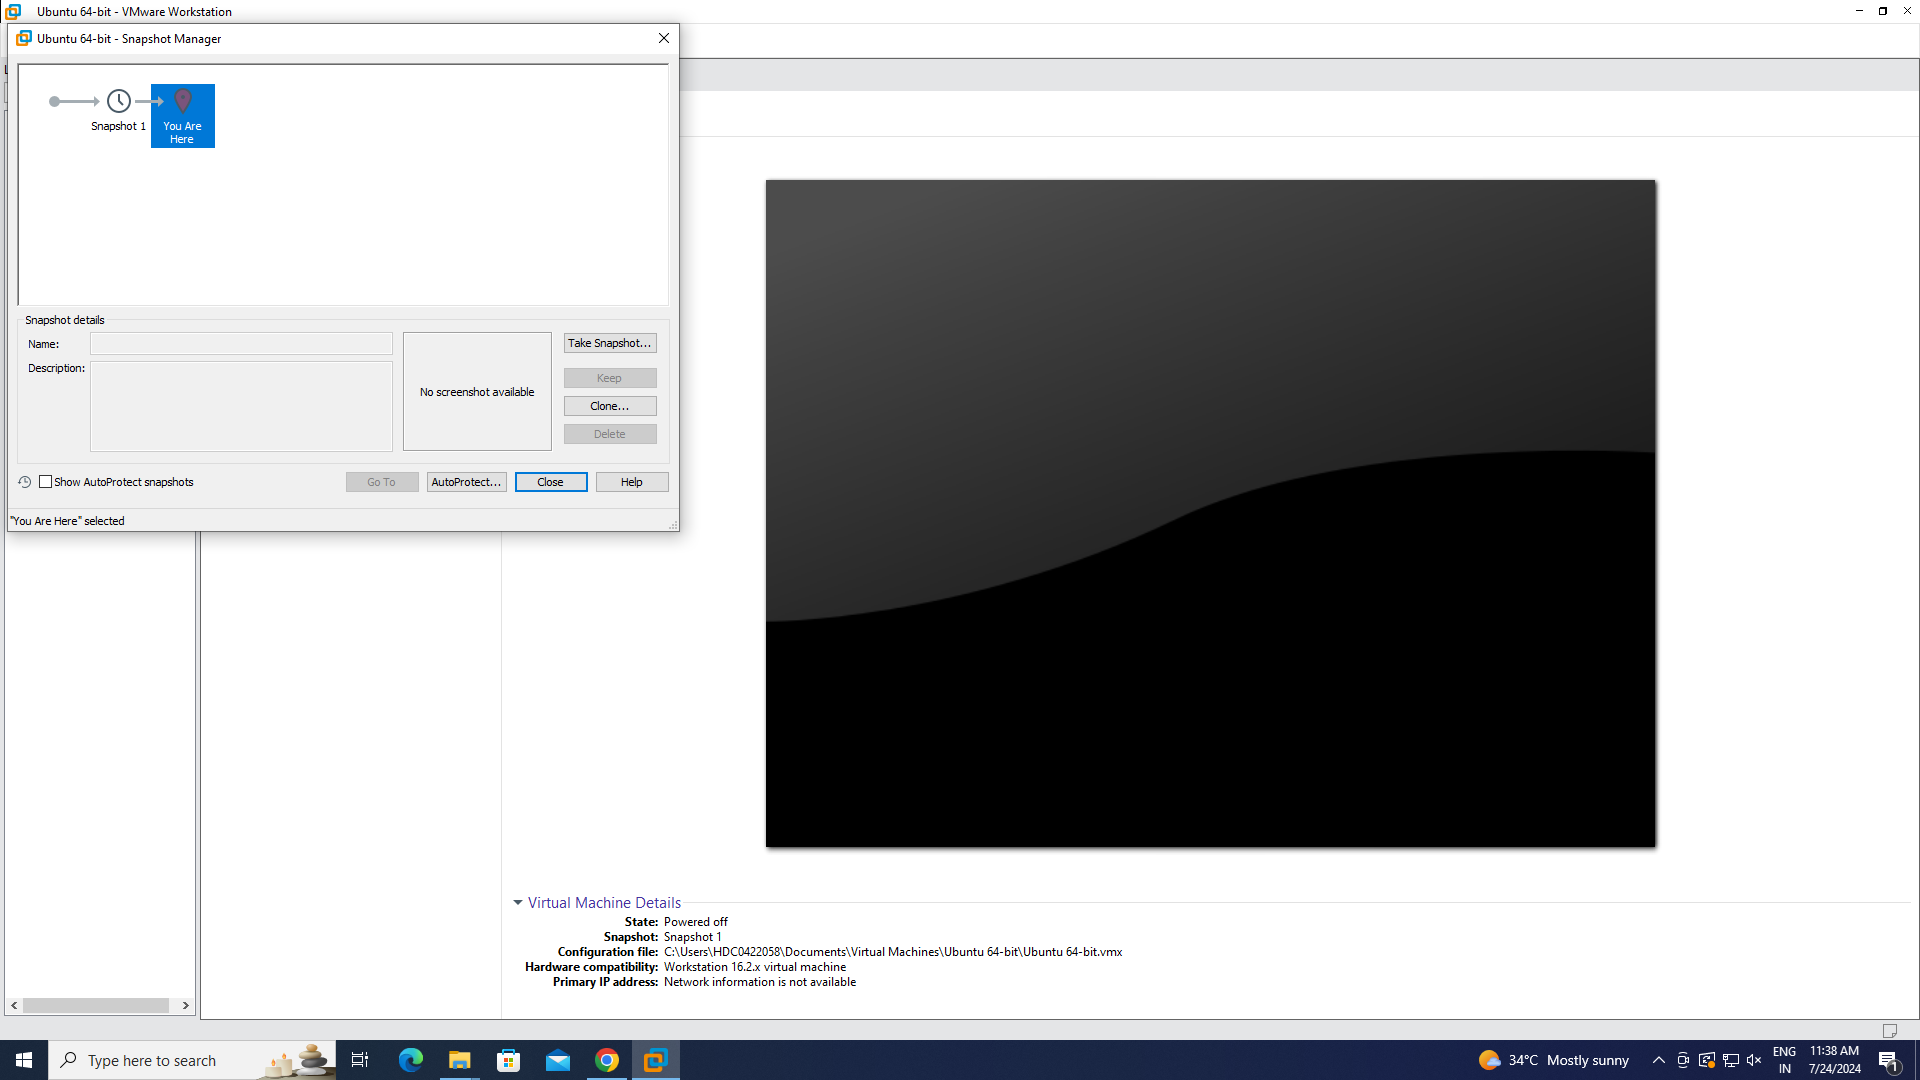 Ubuntu 64-bit - VMware Workstation
Ubuntu 64-bit - Snapshot Manager
Snapshot 1
You Are
Here
Snapshot details
Name:
Description:
No screenshot available
Take Snapshot...
Keep
Clone...
Delete
Show AutoProtect snapshots
Go To
AutoProtect...
Close
Help
"You Are Here" selected
Virtual Machine Details
State: Powered off
Snapshot: Snapshot 1
Configuration file: C:\Users\HDC0422058\Documents\Virtual Machines\Ubuntu 64-bit\Ubuntu 64-bit.vmx
Hardware compatibility: Workstation 16.2.x virtual machine
Primary IP address: Network information is not available
Type here to search
34°C Mostly sunny
ENG
IN
11:38 AM
7/24/2024
1